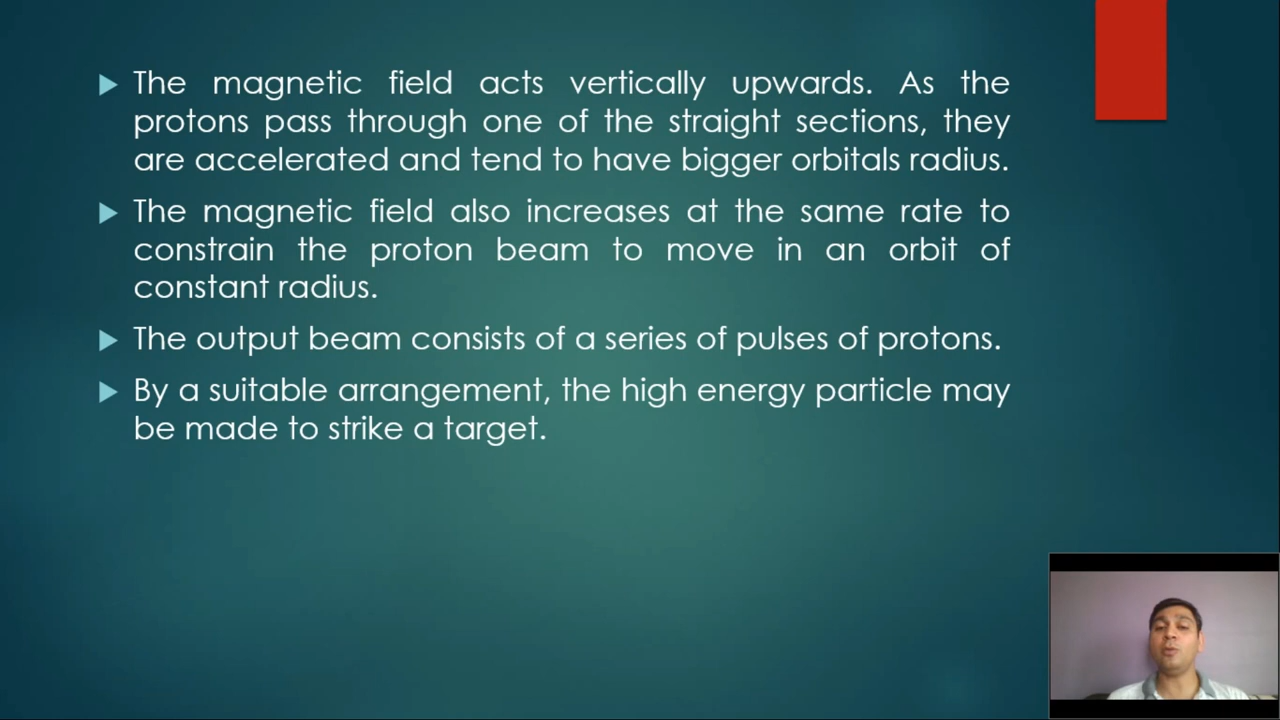 The magnetic field acts vertically upwards. As the
protons pass through one of the straight sections, they
are accelerated and tend to have bigger orbitals radius.
The magnetic field also increases at the same rate to
constrain the proton beam to move in an orbit of
constant radius.
The output beam consists of a series of pulses of protons.
By a suitable arrangement, the high energy particle may
be made to strike a target.